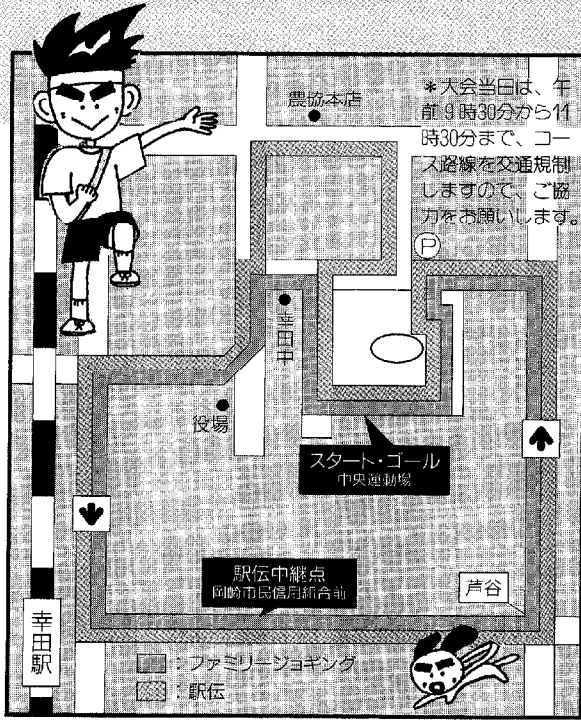 農協本店
＊大会当日は、午
前9時30分から11
時30分まで、コー
ス路線を交通規制
しますので、ご協
力をお願いします。
P
幸田中
役場
スタート・ゴール
中央運動場
駅伝中継点
岡崎市民信用組合前
芦谷
幸田駅
：ファミリージョギング
：駅伝